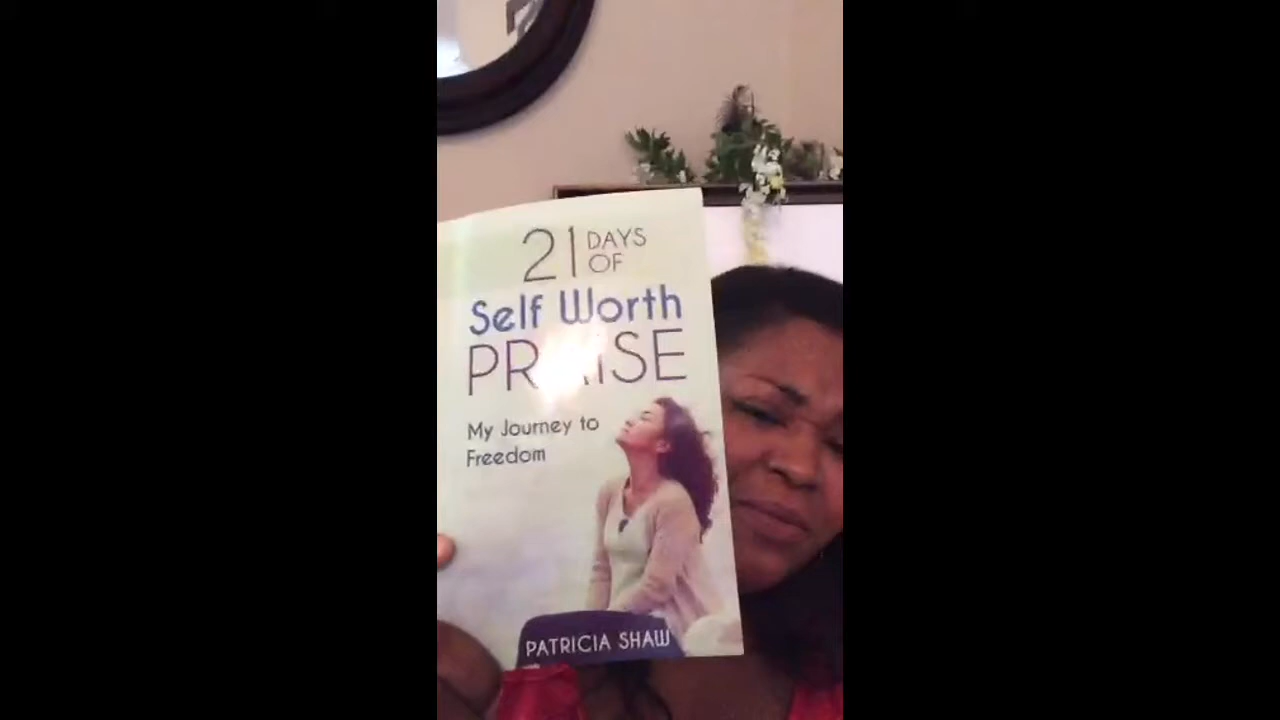 21 DAYS
OF
Self Worth
PRAISE
My Journey to
Freedom
PATRICIA SHAW